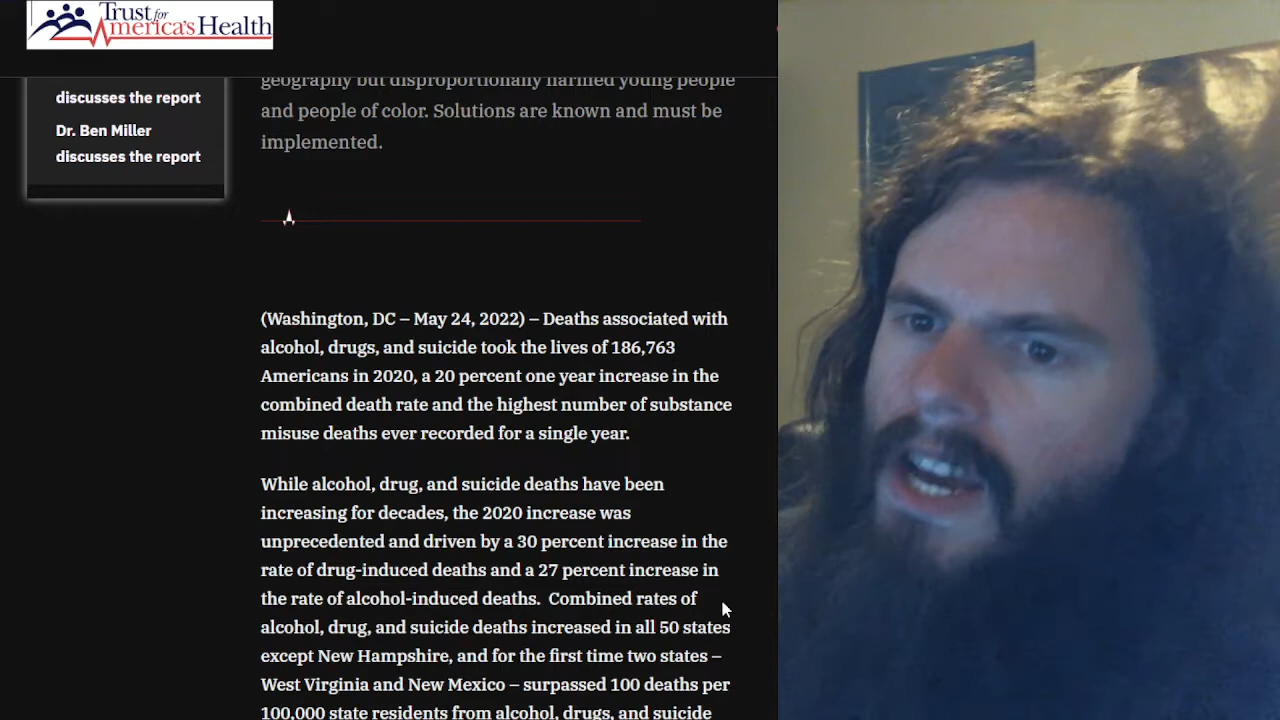 Trust for
America's Health
discusses the report
Dr. Ben Miller
discusses the report
geography but disproportionally harmed young people
and people of color. Solutions are known and must be
implemented.
(Washington, DC – May 24, 2022) – Deaths associated with
alcohol, drugs, and suicide took the lives of 186,763
Americans in 2020, a 20 percent one year increase in the
combined death rate and the highest number of substance
misuse deaths ever recorded for a single year.
While alcohol, drug, and suicide deaths have been
increasing for decades, the 2020 increase was
unprecedented and driven by a 30 percent increase in the
rate of drug-induced deaths and a 27 percent increase in
the rate of alcohol-induced deaths.  Combined rates of
alcohol, drug, and suicide deaths increased in all 50 states
except New Hampshire, and for the first time two states –
West Virginia and New Mexico – surpassed 100 deaths per
100,000 state residents from alcohol, drugs, and suicide